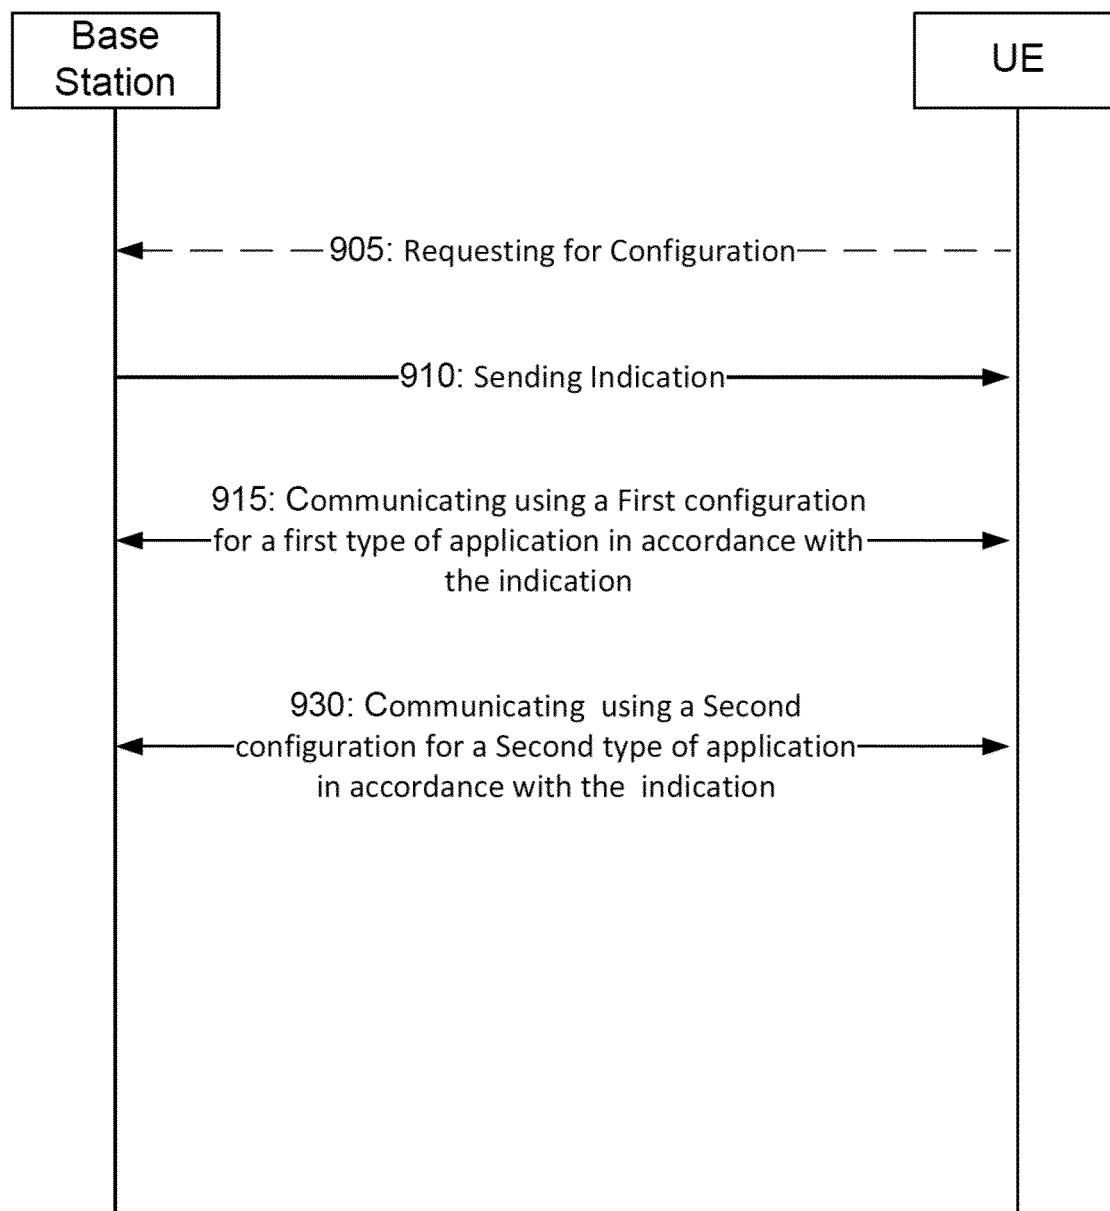 Base
Station
UE
905: Requesting for Configuration
910: Sending Indication
915: Communicating using a First configuration
for a first type of application in accordance with
the indication
930: Communicating  using a Second
configuration for a Second type of application
in accordance with the  indication